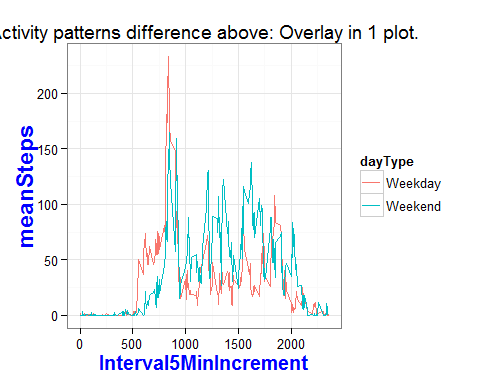 ctivity patterns difference above: Overlay in 1 plot.
meanSteps
200
150
100
50
0
0
500
1000
1500
2000
Interval5MinIncrement
dayType
Weekday
Weekend